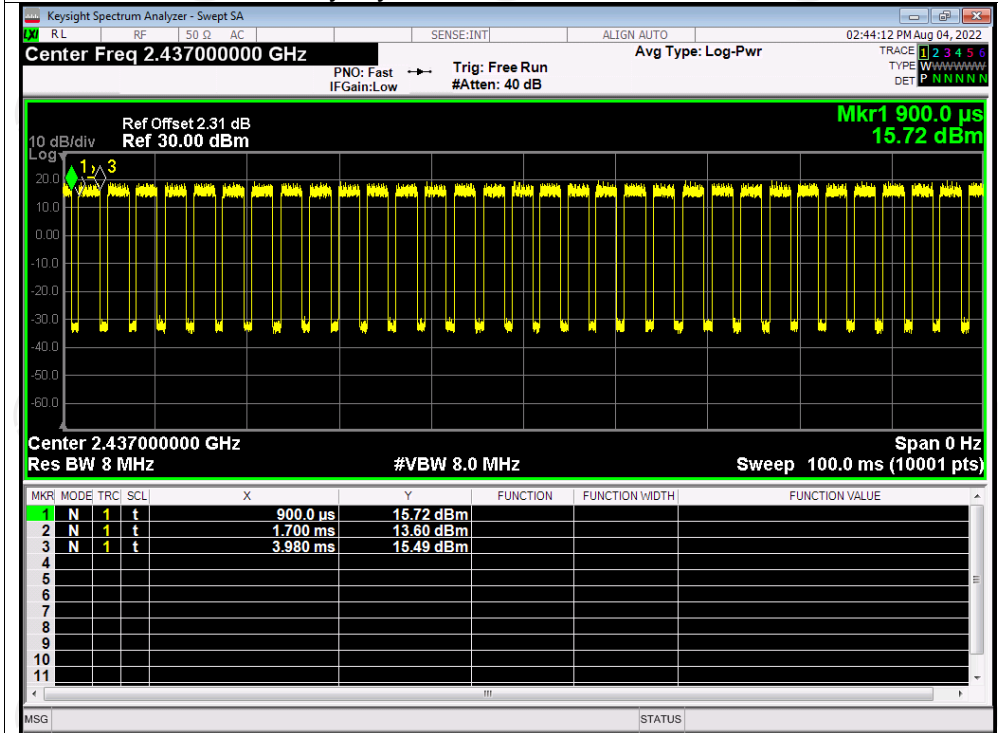 Keysight Spectrum Analyzer - Swept SA
LXI RL RF 50 Ω AC SENSE:INT ALIGN AUTO 02:44:12 PM Aug 04, 2022
Center Freq 2.437000000 GHz Avg Type: Log-Pwr TRACE 1 2 3 4 5 6
PNO: Fast Trig: Free Run TYPE WWWWWW
IFGain:Low #Atten: 40 dB DET P N N N N N
Ref Offset 2.31 dB Mkr1 900.0 µs
10 dB/div Ref 30.00 dBm 15.72 dBm
Log
1 3
20.0
10.0
0.00
-10.0
-20.0
-30.0
-40.0
-50.0
-60.0
Center 2.437000000 GHz Span 0 Hz
Res BW 8 MHz #VBW 8.0 MHz Sweep 100.0 ms (10001 pts)
MKR MODE TRC SCL X Y FUNCTION FUNCTION WIDTH FUNCTION VALUE
1 N 1 t 900.0 µs 15.72 dBm
2 N 1 t 1.700 ms 13.60 dBm
3 N 1 t 3.980 ms 15.49 dBm
4
5
6
7
8
9
10
11
MSG STATUS